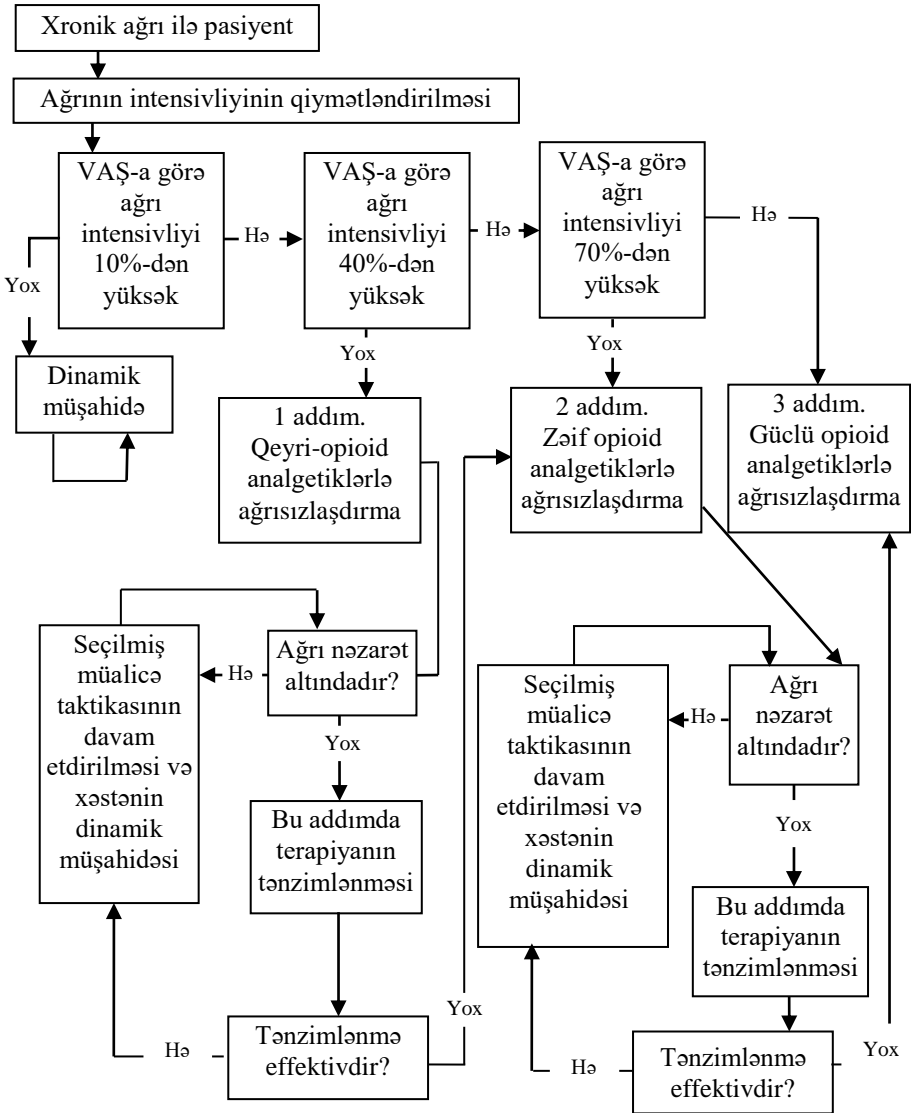 Xronik ağrı ilə pasiyent
Ağrının intensivliyinin qiymətləndirilməsi
VAŞ-a görə
ağrı
intensivliyi
10%-dən
yüksək
Hə
VAŞ-a görə
ağrı
intensivliyi
40%-dən
yüksək
Hə
VAŞ-a görə
ağrı
intensivliyi
70%-dən
yüksək
Hə
Yox
Yox
Yox
Dinamik
müşahidə
1 addım.
Qeyri-opioid
analgetiklərlə
ağrısızlaşdırma
2 addım.
Zəif opioid
analgetiklərlə
ağrısızlaşdırma
3 addım.
Güclü opioid
analgetiklərlə
ağrısızlaşdırma
Seçilmiş
müalicə
taktikasının
davam
etdirilməsi və
xəstənin
dinamik
müşahidəsi
Hə
Ağrı nəzarət
altındadır?
Yox
Bu addımda
terapiyanın
tənzimlənməsi
Hə
Tənzimlənmə
effektivdir?
Yox
Seçilmiş
müalicə
taktikasının
davam
etdirilməsi və
xəstənin
dinamik
müşahidəsi
Hə
Ağrı
nəzarət
altındadır?
Yox
Bu addımda
terapiyanın
tənzimlənməsi
Hə
Tənzimlənmə
effektivdir?
Yox